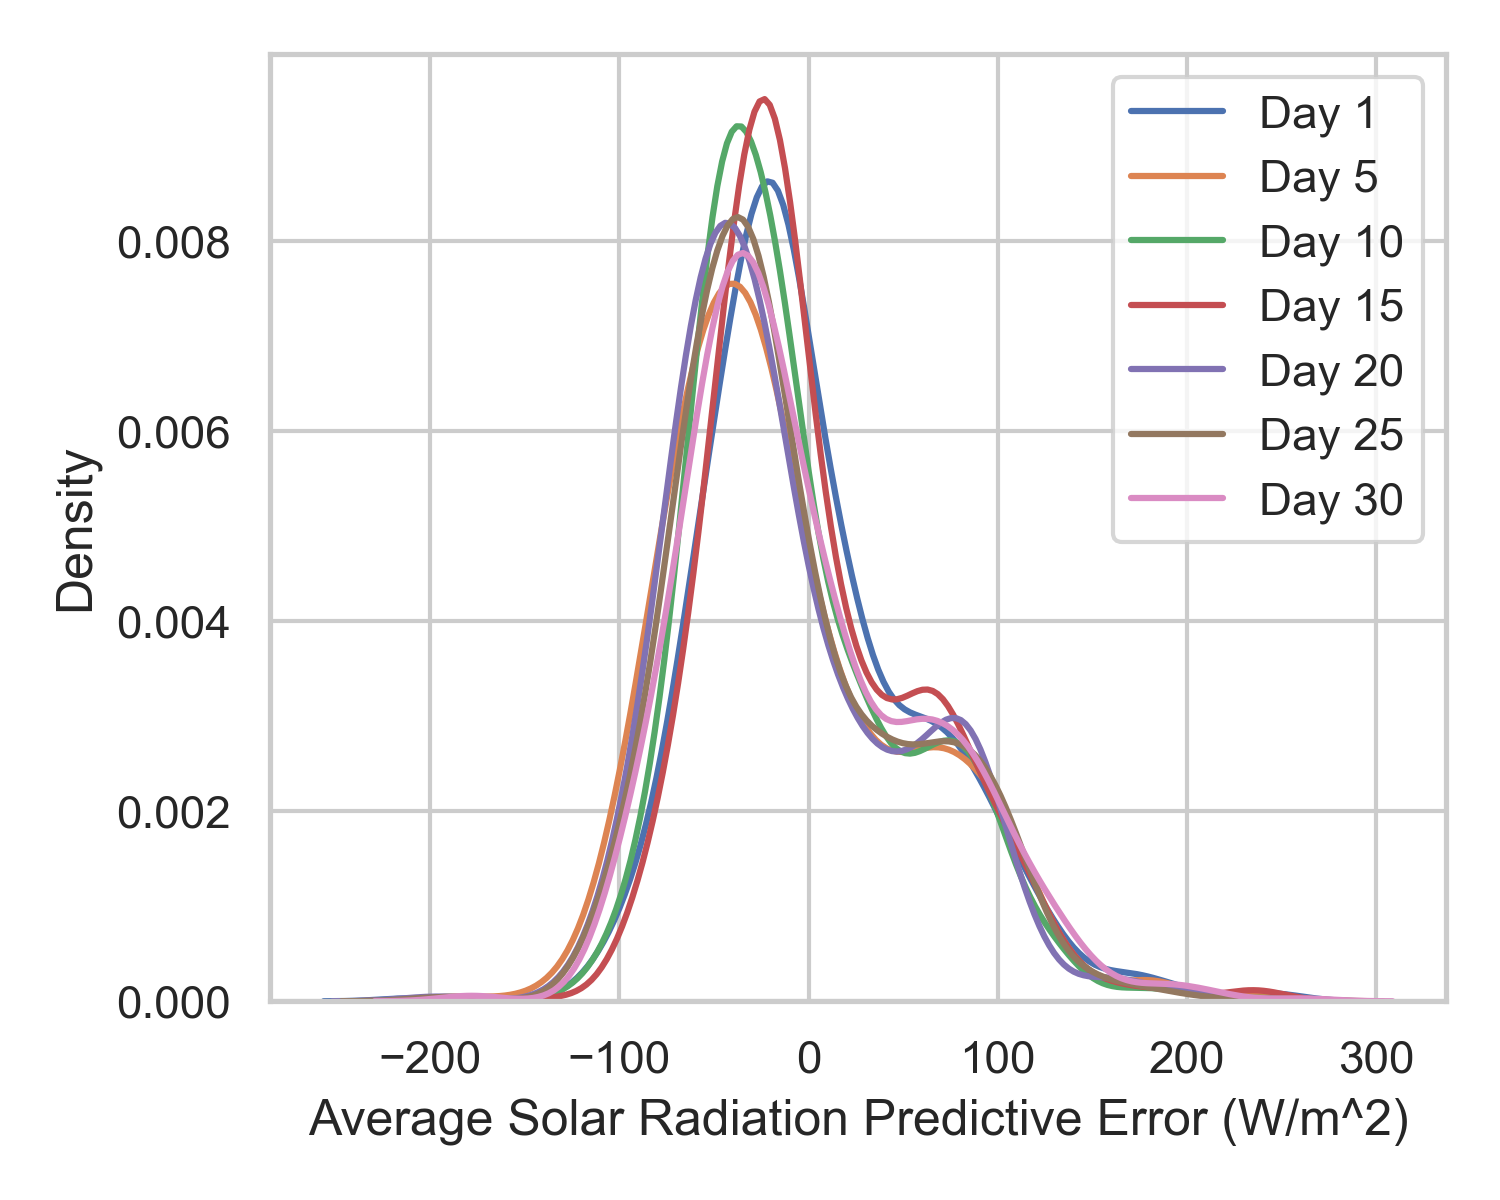 Day 1
Day 5
Day 10
Day 15
Day 20
Day 25
Day 30
0.008
0.006
0.004
0.002
0.000
Density
−200 −100 0 100 200 300
Average Solar Radiation Predictive Error (W/m^2)